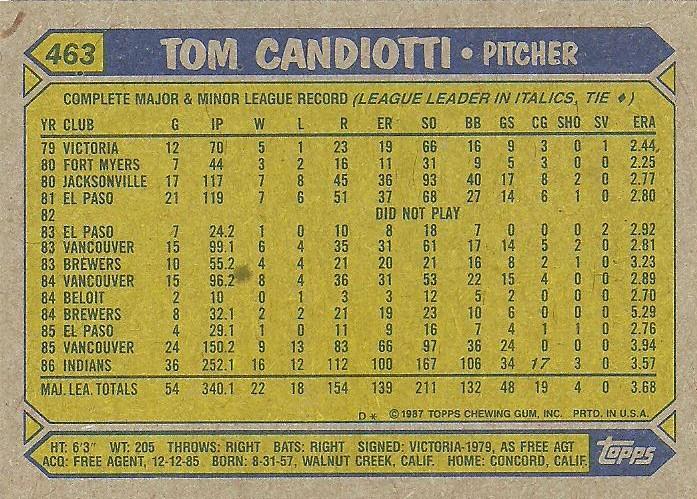 463 TOM CANDIOTTI • PITCHER
COMPLETE MAJOR & MINOR LEAGUE RECORD (LEAGUE LEADER IN ITALICS, TIE ♦)
YR CLUB G IP W L R ER SO BB GS CG SHO SV ERA
79 VICTORIA 12 70 5 1 23 19 66 16 9 3 0 1 2.44
80 FORT MYERS 7 44 3 2 16 11 31 9 5 3 0 0 2.25
80 JACKSONVILLE 17 117 7 8 45 36 93 40 17 8 2 0 2.77
81 EL PASO 21 119 7 6 51 37 68 27 14 6 1 0 2.80
82 DID NOT PLAY
83 EL PASO 7 24.2 1 0 10 8 18 7 0 0 0 2 2.92
83 VANCOUVER 15 99.1 6 4 35 31 61 17 14 5 2 0 2.81
83 BREWERS 10 55.2 4 4 21 20 21 16 8 2 1 0 3.23
84 VANCOUVER 15 96.2 8 4 36 31 53 22 15 4 0 0 2.89
84 BELOIT 2 10 0 1 3 3 12 5 2 0 0 0 2.70
84 BREWERS 8 32.1 2 2 21 19 23 10 6 0 0 0 5.29
85 EL PASO 4 29.1 1 0 11 9 16 7 4 1 1 0 2.76
85 VANCOUVER 24 150.2 9 13 83 66 97 36 24 0 0 0 3.94
86 INDIANS 36 252.1 16 12 112 100 167 106 34 17 3 0 3.57
MAJ. LEA. TOTALS 54 340.1 22 18 154 139 211 132 48 19 4 0 3.68
D* ©1987 TOPPS CHEWING GUM, INC. PRTD. IN U.S.A.
HT: 6'3" WT: 205 THROWS: RIGHT BATS: RIGHT SIGNED: VICTORIA-1979, AS FREE AGT
ACQ: FREE AGENT, 12-12-85 BORN: 8-31-57, WALNUT CREEK, CALIF. HOME: CONCORD, CALIF.
topps